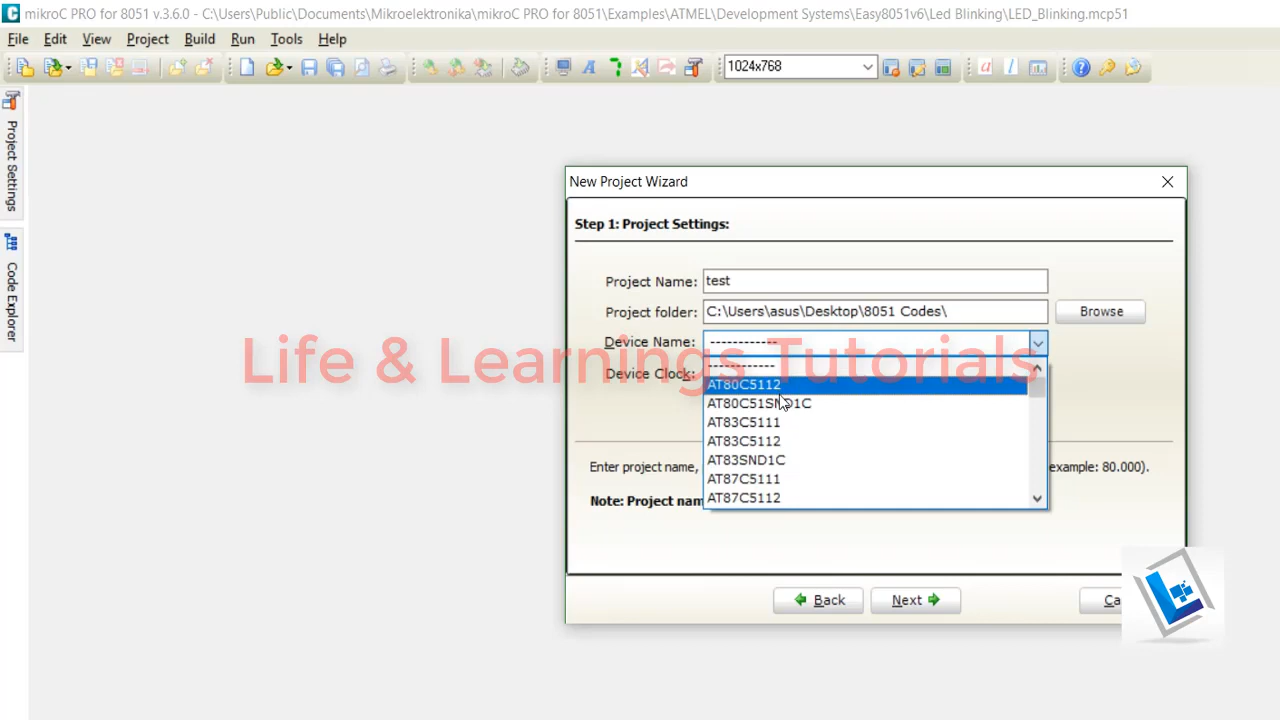 mikroC PRO for 8051 v.3.6.0 - C:\Users\Public\Documents\Mikroelektronika\mikroC PRO for 8051\Examples\ATMEL\Development Systems\Easy8051v6\Led Blinking\LED_Blinking.mcp51
File Edit View Project Build Run Tools Help
1024x768
Project Settings
Code Explorer
New Project Wizard
Step 1: Project Settings:
Project Name: test
Project folder: C:\Users\asus\Desktop\8051 Codes\ Browse
Device Name: ------------
Life & Learnings Tutorials
Device Clock: ------------
AT80C5112
AT80C51SND1C
AT83C5111
AT83C5112
AT83SND1C
AT87C5111
AT87C5112
Enter project name, example: 80.000).
Note: Project nam
Back Next Ca